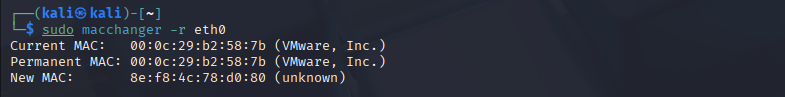 ┌──(kali㉿kali)-[~]
└─$ sudo macchanger -r eth0
Current MAC:   00:0c:29:b2:58:7b (VMware, Inc.)
Permanent MAC: 00:0c:29:b2:58:7b (VMware, Inc.)
New MAC:       8e:f8:4c:78:d0:80 (unknown)